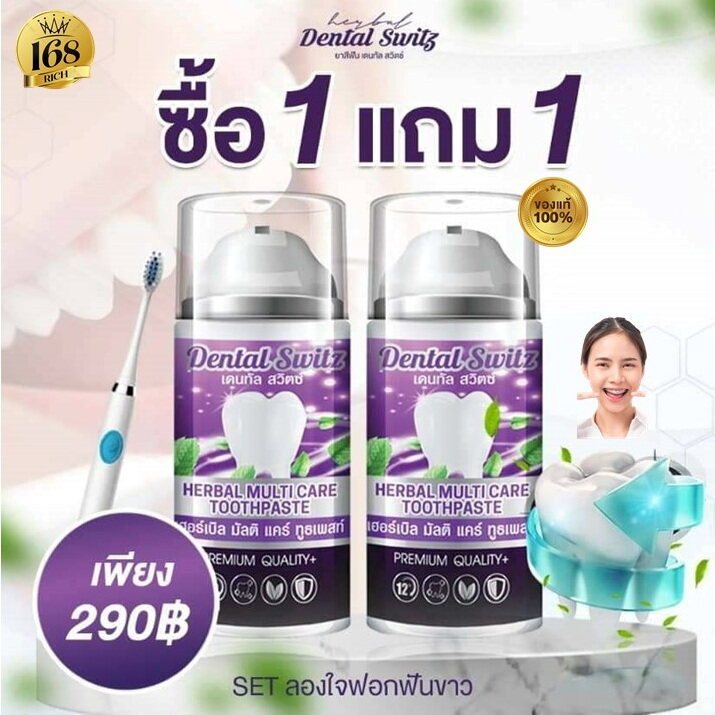 168
RICH
herbal
Dental Switz
ยาสีฟัน เดนทัล สวิตซ์
ซื้อ 1 แถม 1
ของแท้
100%
Dental Switz
เดนทัล สวิตซ์
HERBAL MULTI CARE
TOOTHPASTE
เฮอร์เบิล มัลติ แคร์ ทูธเพสท์
PREMIUM QUALITY+
Dental Switz
เดนทัล สวิตซ์
HERBAL MULTI CARE
TOOTHPASTE
เฮอร์เบิล มัลติ แคร์ ทูธเพสท์
PREMIUM QUALITY+
12
เพียง
290฿
SET ลองใจฟอกฟันขาว